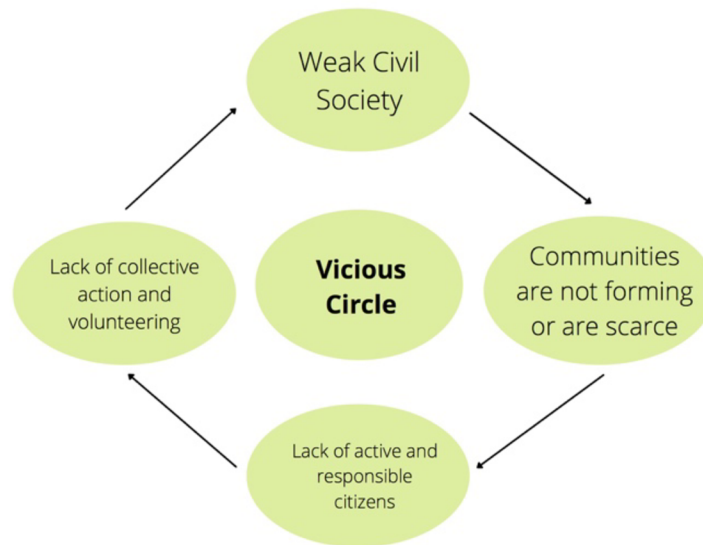 Weak Civil
Society
Communities
are not forming
or are scarce
Lack of active and
responsible
citizens
Lack of collective
action and
volunteering
Vicious
Circle